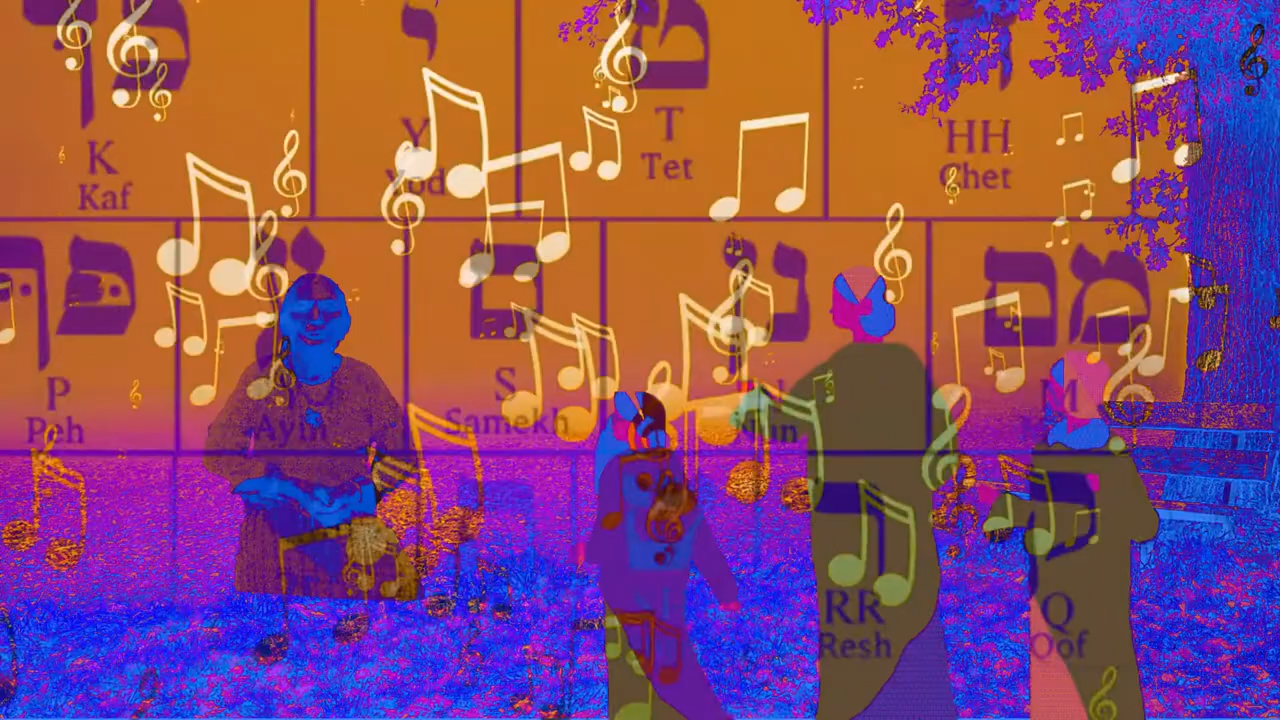 ט י כּ ך
K Y T HH
Kaf Yod Tet Chet
מ ם נ ס פּ ף
P S M
Peh Ayin Samekh Nun
RR Q
Resh Qof